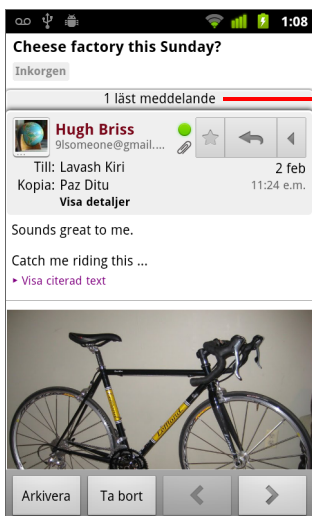 1:08
Cheese factory this Sunday?
Inkorgen
1 läst meddelande
Hugh Briss
9lsomeone@gmail....
Till: Lavash Kiri
2 feb
Kopia: Paz Ditu
11:24 e.m.
Visa detaljer
Sounds great to me.
Catch me riding this ...
▸ Visa citerad text
Arkivera
Ta bort